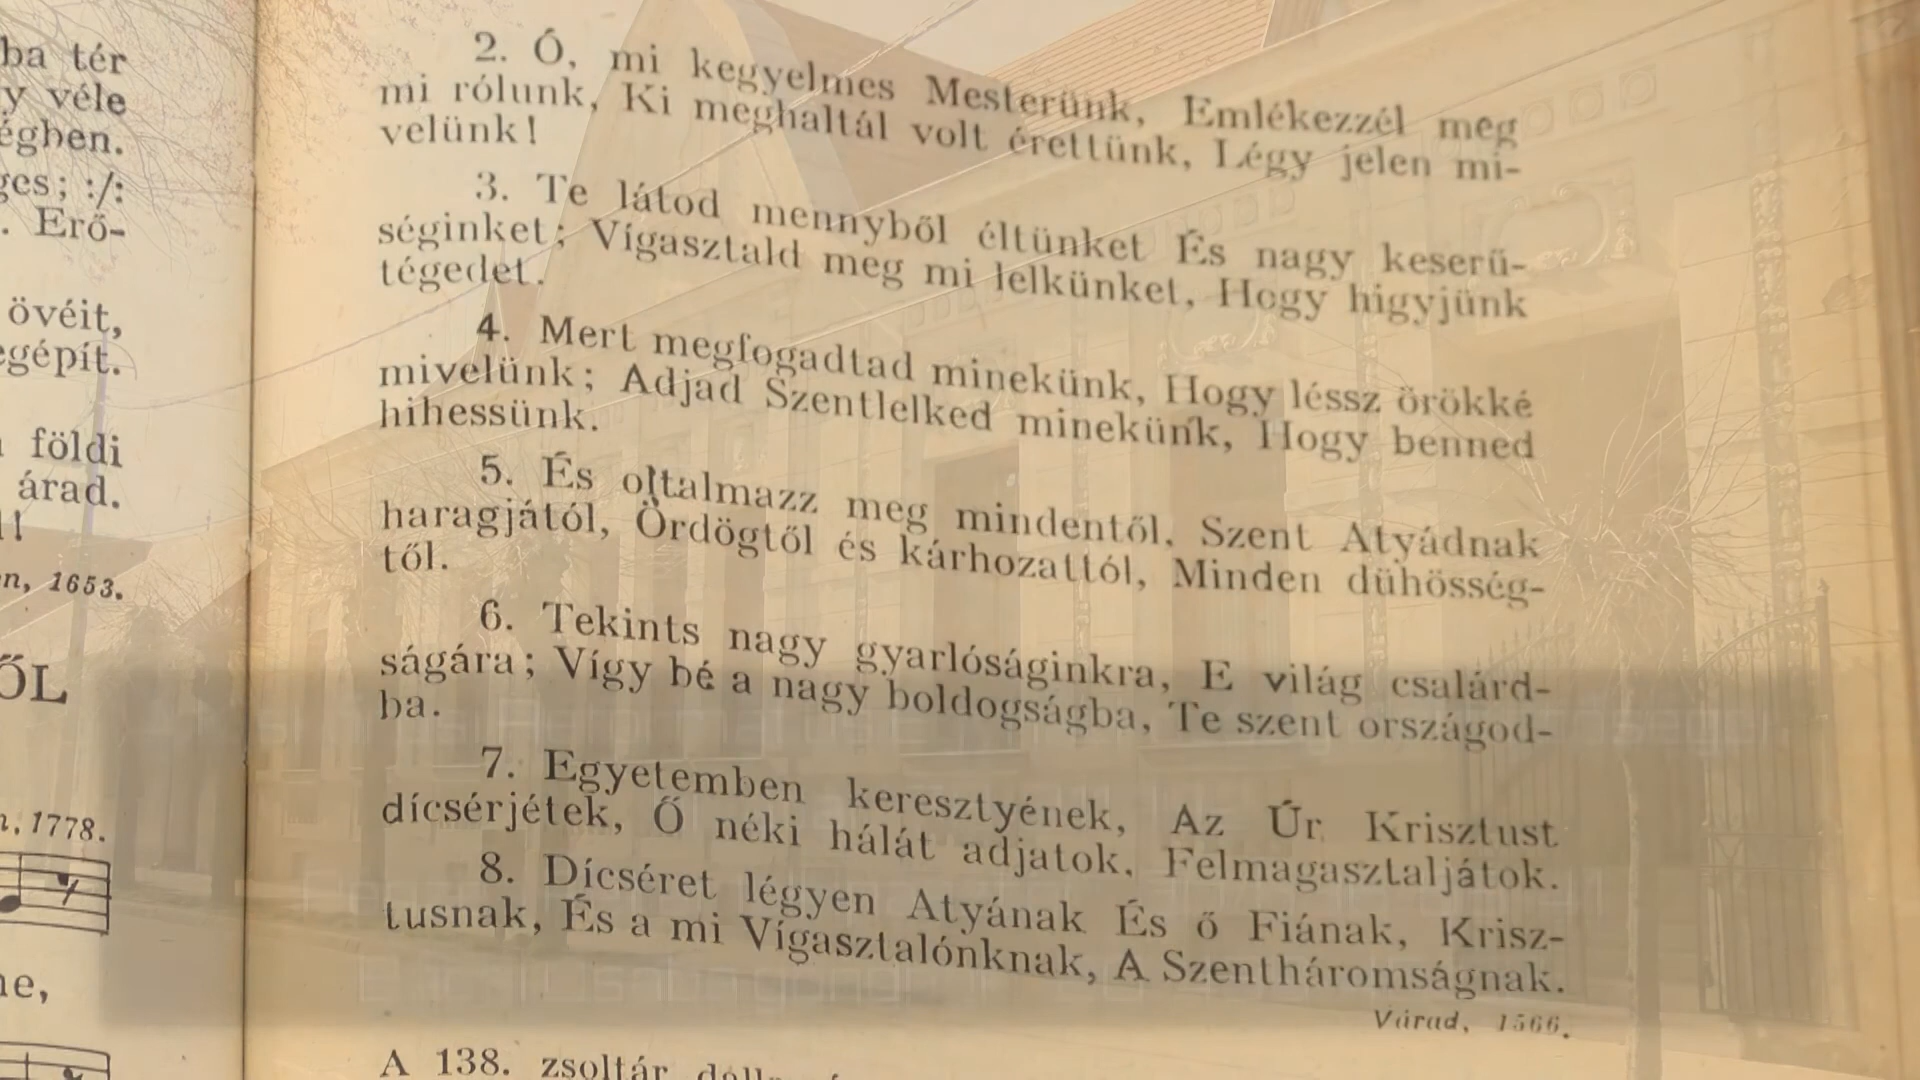 ba tér
y véle
égben.
ges; :/:
. Erő-
övéit,
egépít.
földi
árad.
n, 1653.
ŐL
n, 1778.
ne,
2. Ó, mi kegyelmes Mesterünk, Emlékezzél meg
mi rólunk, Ki meghaltál volt érettünk, Légy jelen mi-
velünk!
3. Te látod mennyből éltünket És nagy keserű-
séginket; Vígasztald meg mi lelkünket, Hogy higyjünk
tégedet.
4. Mert megfogadtad minekünk, Hogy léssz örökké
mivelünk; Adjad Szentlelked minekünk, Hogy benned
hihessünk.
5. És oltalmazz meg mindentől, Szent Atyádnak
haragjától, Ördögtől és kárhozattól, Minden dühösség-
től.
6. Tekints nagy gyarlóságinkra, E világ csalárd-
ságára; Vígy bé a nagy boldogságba, Te szent országod-
ba.
7. Egyetemben keresztyének, Az Úr Krisztust
dícsérjétek, Ő néki hálát adjatok, Felmagasztaljátok.
8. Dícséret légyen Atyának És ő Fiának, Krisz-
tusnak, És a mi Vígasztalónknak, A Szentháromságnak.
Várad, 1566.
A 138. zsoltár